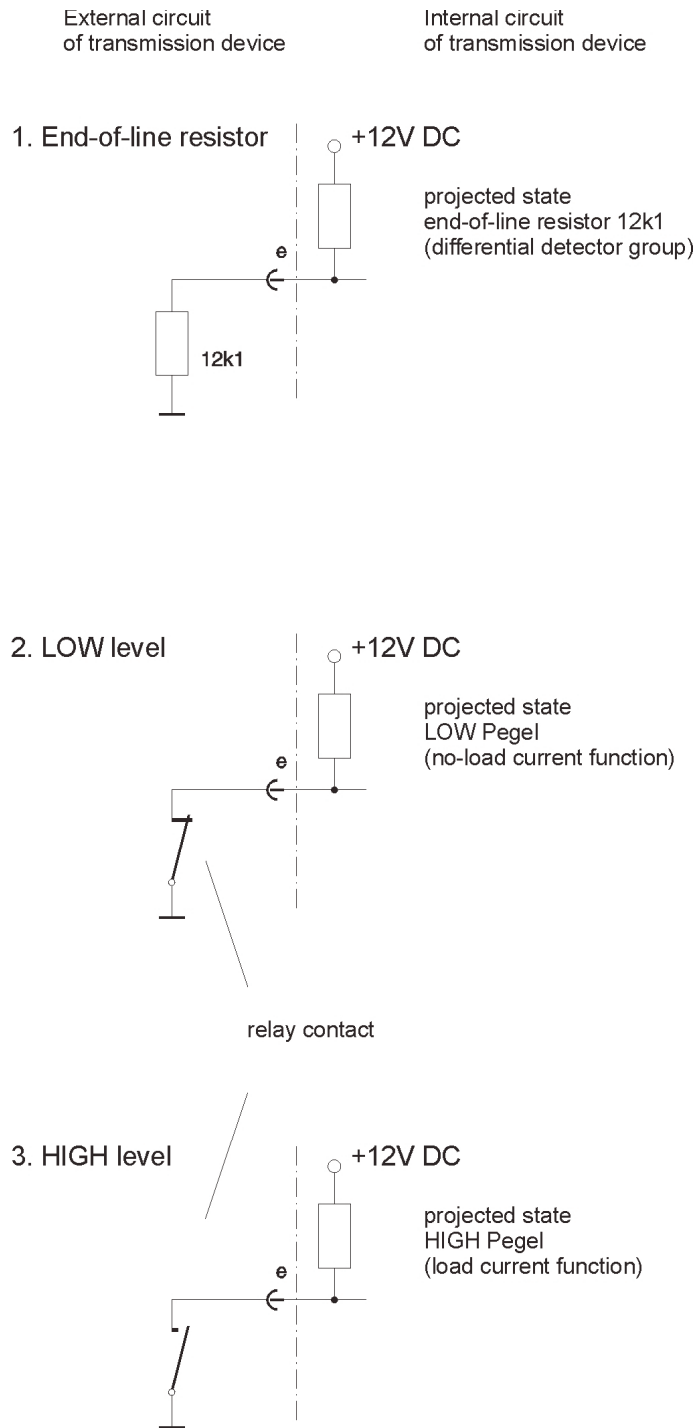 External circuit
of transmission device
Internal circuit
of transmission device
1. End-of-line resistor
+12V DC
projected state
end-of-line resistor 12k1
(differential detector group)
e
12k1
2. LOW level
+12V DC
projected state
LOW Pegel
(no-load current function)
e
relay contact
3. HIGH level
+12V DC
projected state
HIGH Pegel
(load current function)
e